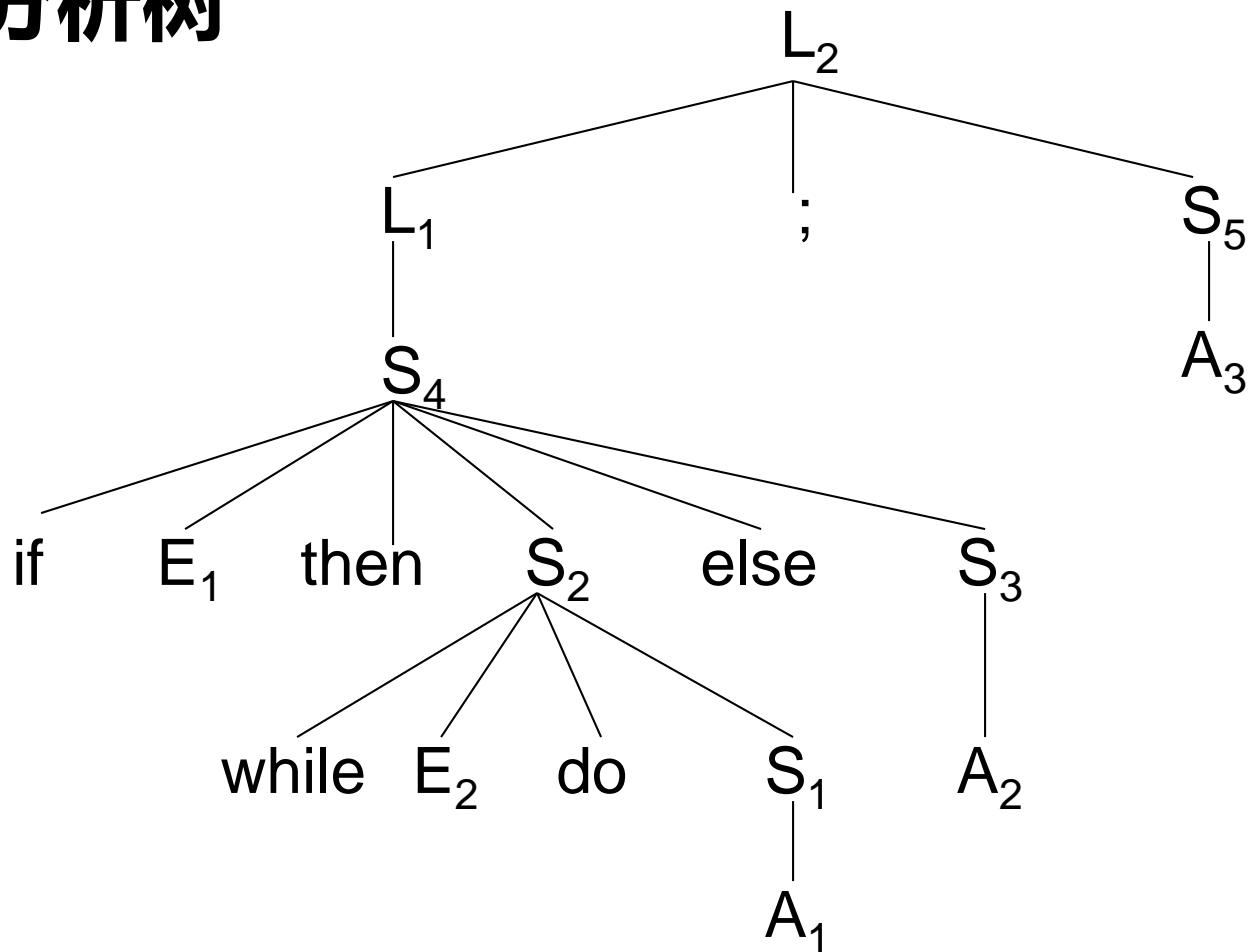 分析树
L₂
L₁ ; S₅
S₄ A₃
if E₁ then S₂ else S₃
while E₂ do S₁ A₂
A₁